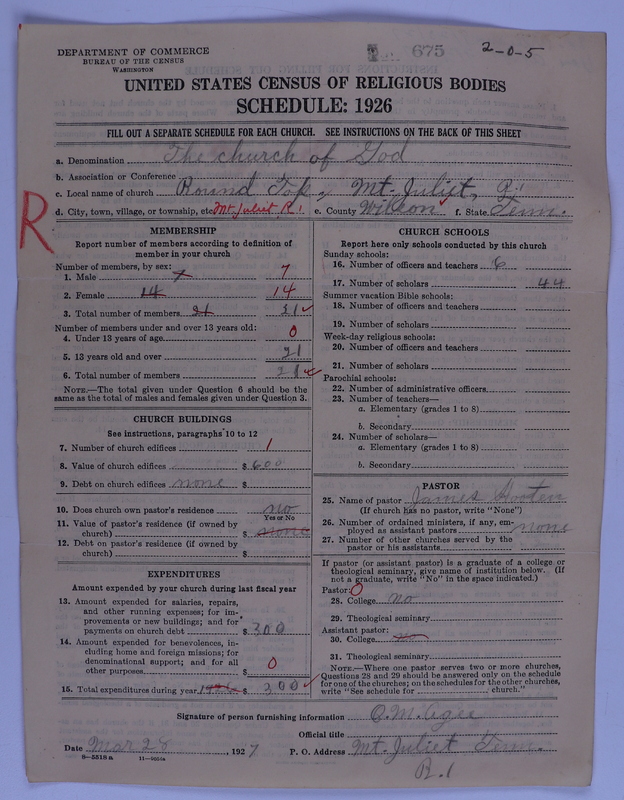 DEPARTMENT OF COMMERCE
BUREAU OF THE CENSUS
WASHINGTON
675
2-0-5
UNITED STATES CENSUS OF RELIGIOUS BODIES
SCHEDULE: 1926
FILL OUT A SEPARATE SCHEDULE FOR EACH CHURCH. SEE INSTRUCTIONS ON THE BACK OF THIS SHEET
a. Denomination The church of God
b. Association or Conference
c. Local name of church Round Top, Mt. Juliet, R.1
d. City, town, village, or township, etc. Mt Juliet R 1 e. County Wilson f. State Tenn.
R
MEMBERSHIP
Report number of members according to definition of
member in your church
Number of members, by sex:
1. Male 7 7
2. Female 14 14
3. Total number of members 21 21
Number of members under and over 13 years old:
4. Under 13 years of age 0
5. 13 years old and over 21
6. Total number of members 21
NOTE.—The total given under Question 6 should be the
same as the total of males and females given under Question 3.
CHURCH BUILDINGS
See instructions, paragraphs 10 to 12
7. Number of church edifices 1
8. Value of church edifices $ 600
9. Debt on church edifices none $
10. Does church own pastor's residence no
Yes or No
11. Value of pastor's residence (if owned by
church) $ none
12. Debt on pastor's residence (if owned by
church) $
EXPENDITURES
Amount expended by your church during last fiscal year
13. Amount expended for salaries, repairs,
and other running expenses; for im-
provements or new buildings; and for
payments on church debt $ 300
14. Amount expended for benevolences, in-
cluding home and foreign missions; for
denominational support; and for all
other purposes $ 0
15. Total expenditures during year $ 300
CHURCH SCHOOLS
Report here only schools conducted by this church
Sunday schools:
16. Number of officers and teachers 6
17. Number of scholars 44
Summer vacation Bible schools:
18. Number of officers and teachers
19. Number of scholars
Week-day religious schools:
20. Number of officers and teachers
21. Number of scholars
Parochial schools:
22. Number of administrative officers
23. Number of teachers—
a. Elementary (grades 1 to 8)
b. Secondary
24. Number of scholars—
a. Elementary (grades 1 to 8)
b. Secondary
PASTOR
25. Name of pastor James
(If church has no pastor, write "None")
26. Number of ordained ministers, if any, em-
ployed as assistant pastors none
27. Number of other churches served by the
pastor or his assistants
If pastor (or assistant pastor) is a graduate of a college or
theological seminary, give name of institution below. (If
not a graduate, write "No" in the space indicated.)
Pastor: 0
28. College no
29. Theological seminary
Assistant pastor:
30. College no
31. Theological seminary
NOTE.—Where one pastor serves two or more churches,
Questions 28 and 29 should be answered only on the schedule
for one of the churches; on the schedules for the other churches,
write "See schedule for church."
Signature of person furnishing information O. M. Agee
Official title
Date Mar 28, 1927 P. O. Address Mt. Juliet Tenn.
R.1
8—5518a 11—9651a